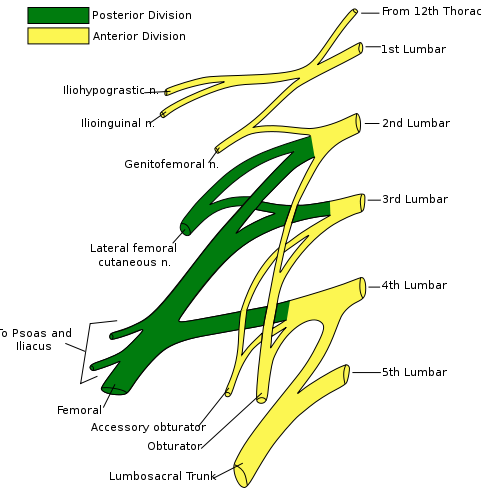 Posterior Division
Anterior Division
From 12th Thorac
1st Lumbar
Iliohypograstic n.
Ilioinguinal n.
2nd Lumbar
Genitofemoral n.
3rd Lumbar
Lateral femoral
cutaneous n.
4th Lumbar
To Psoas and
Iliacus
5th Lumbar
Femoral
Accessory obturator
Obturator
Lumbosacral Trunk